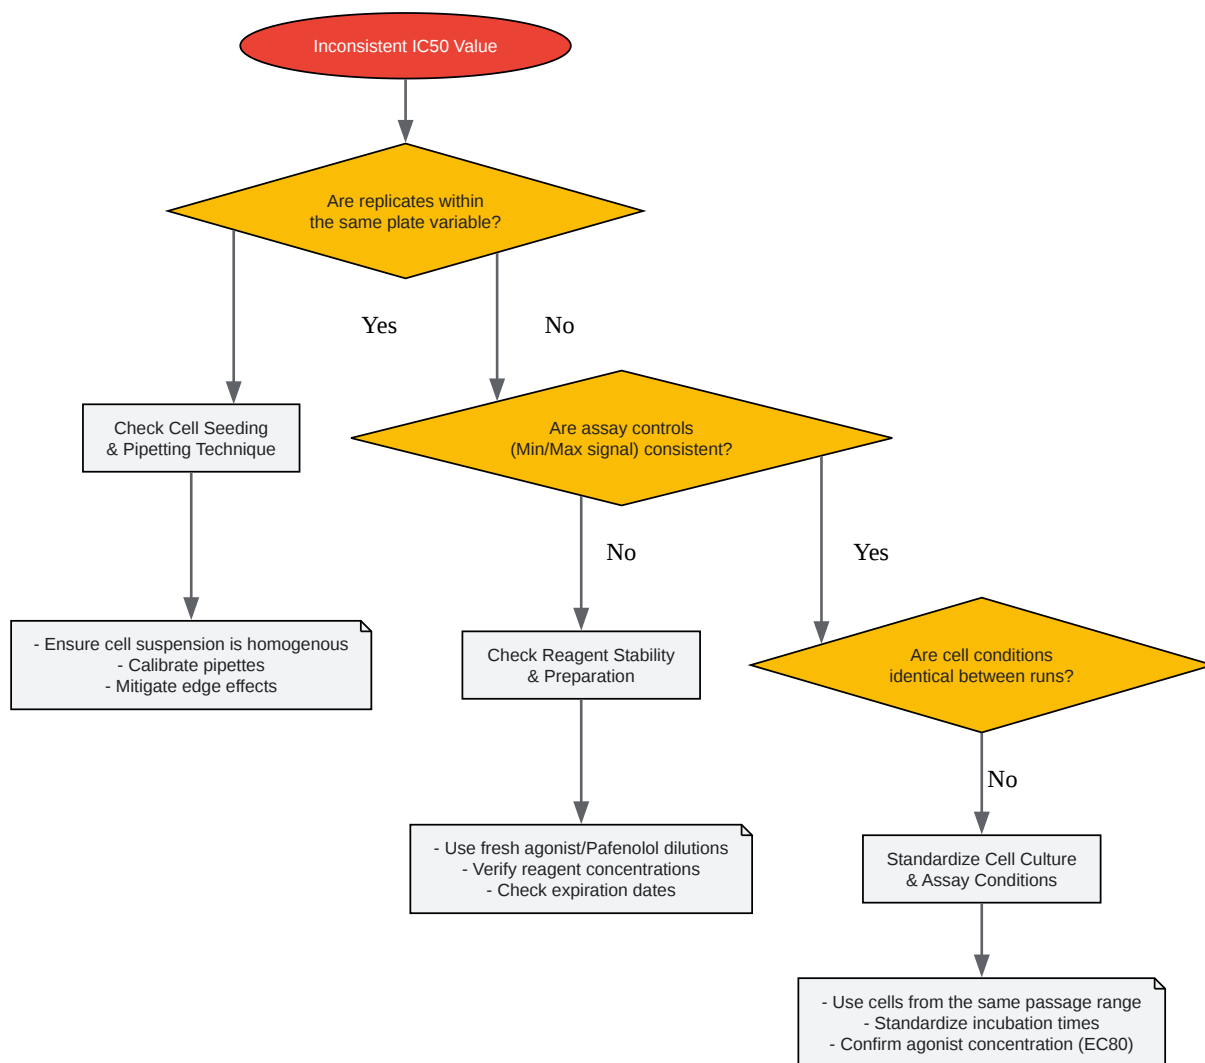 Inconsistent IC50 Value
Are replicates within
the same plate variable?
Yes
No
Check Cell Seeding
& Pipetting Technique
Are assay controls
(Min/Max signal) consistent?
No
Yes
- Ensure cell suspension is homogenous
- Calibrate pipettes
- Mitigate edge effects
Check Reagent Stability
& Preparation
Are cell conditions
identical between runs?
No
- Use fresh agonist/Pafenolol dilutions
- Verify reagent concentrations
- Check expiration dates
Standardize Cell Culture
& Assay Conditions
- Use cells from the same passage range
- Standardize incubation times
- Confirm agonist concentration (EC80)